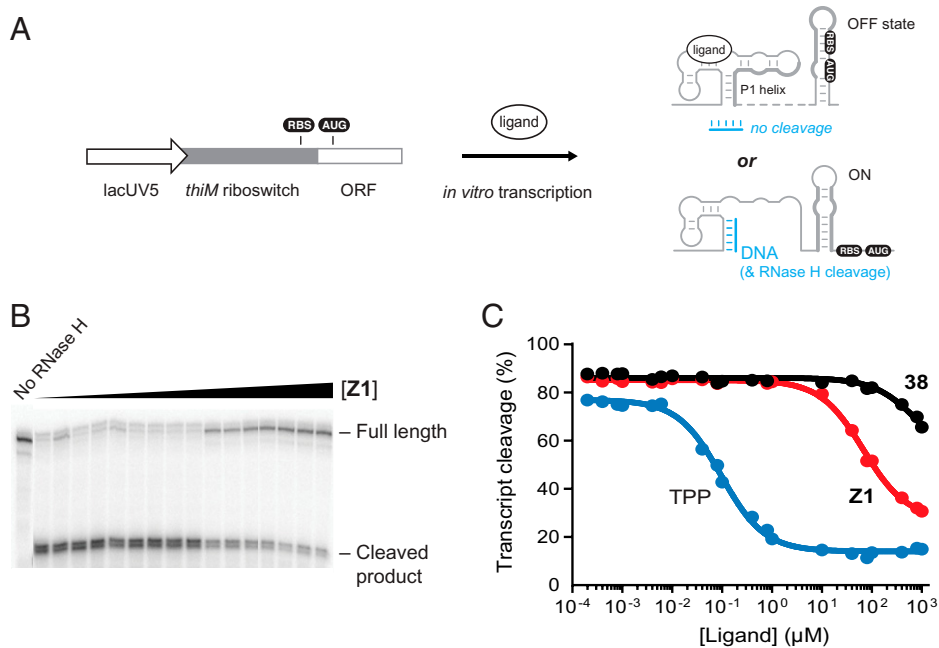 A
RBS AUG
lacUV5 thiM riboswitch ORF
ligand
in vitro transcription
OFF state
ligand
RBS
AUG
P1 helix
no cleavage
or
ON
DNA
(& RNase H cleavage)
RBS AUG
B
No RNase H
[Z1]
– Full length
– Cleaved
product
C
Transcript cleavage (%)
100
80
60
40
20
0
38
TPP
Z1
10⁻⁴ 10⁻³ 10⁻² 10⁻¹ 10⁰ 10¹ 10² 10³
[Ligand] (µM)